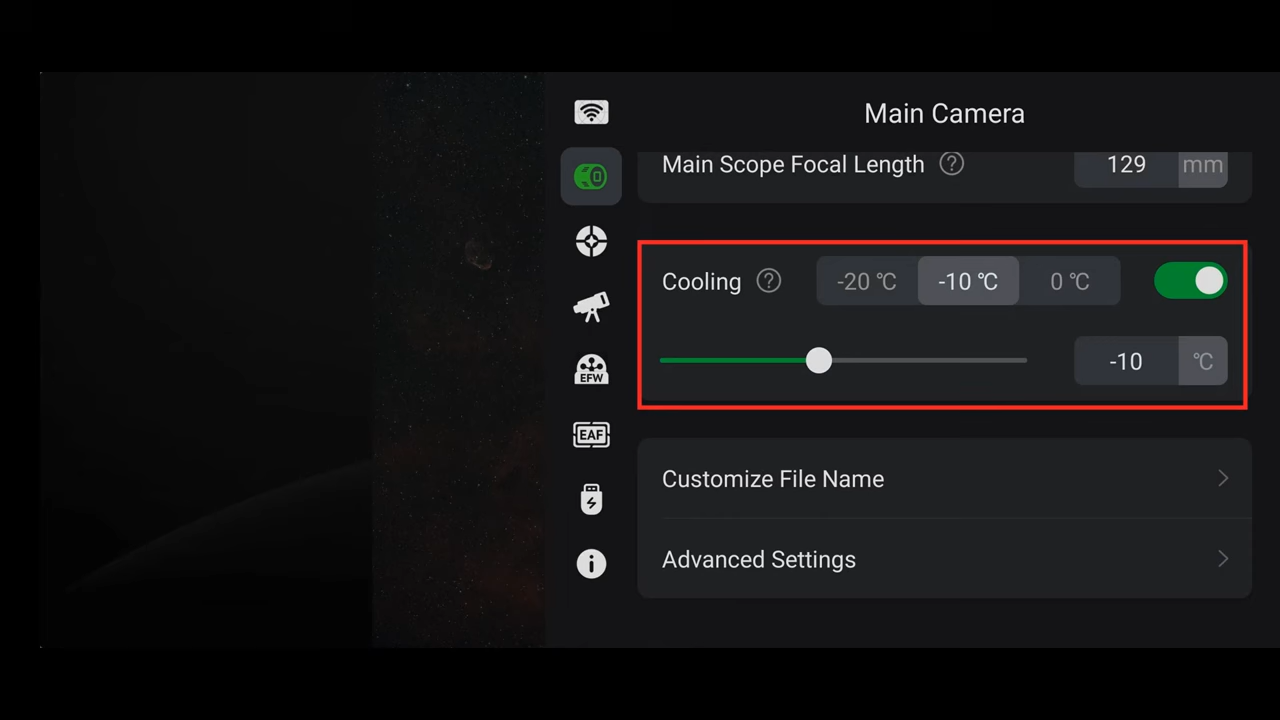 Main Camera
Main Scope Focal Length ? 129 mm
Cooling ? -20 ℃ -10 ℃ 0 ℃
-10 ℃
EFW
EAF
Customize File Name
Advanced Settings